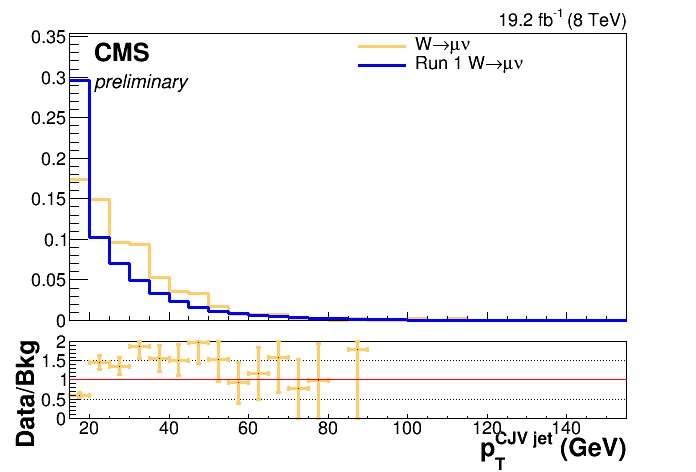 19.2 fb-1 (8 TeV)
CMS
preliminary
W→μν
Run 1 W→μν
0.35
0.3
0.25
0.2
0.15
0.1
0.05
0
Data/Bkg
2
1.5
1
0.5
0
20 40 60 80 100 120 140
pT CJV jet (GeV)